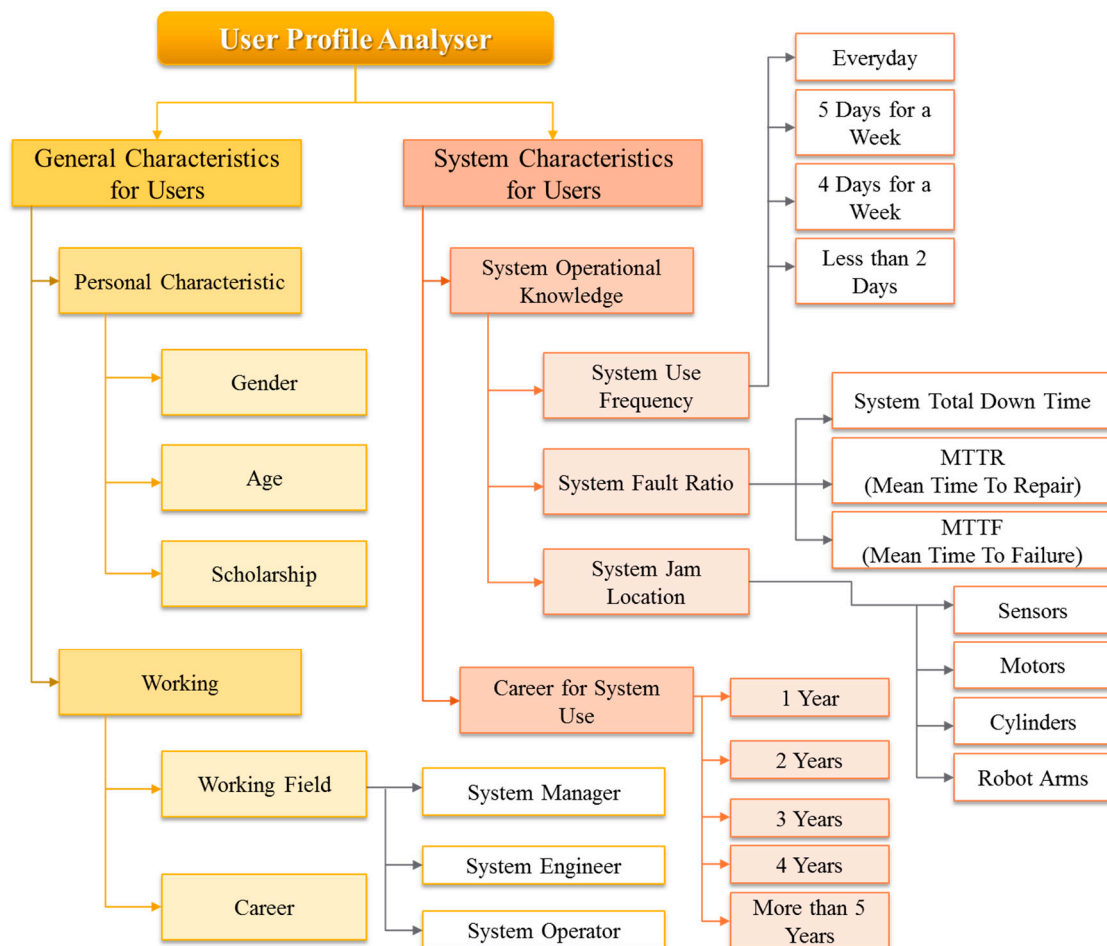 User Profile Analyser
General Characteristics
for Users
Personal Characteristic
Gender
Age
Scholarship
Working
Working Field
System Manager
System Engineer
System Operator
Career
System Characteristics
for Users
System Operational
Knowledge
System Use
Frequency
Everyday
5 Days for a
Week
4 Days for a
Week
Less than 2
Days
System Fault Ratio
System Total Down Time
MTTR
(Mean Time To Repair)
MTTF
(Mean Time To Failure)
System Jam
Location
Sensors
Motors
Cylinders
Robot Arms
Career for System
Use
1 Year
2 Years
3 Years
4 Years
More than 5
Years